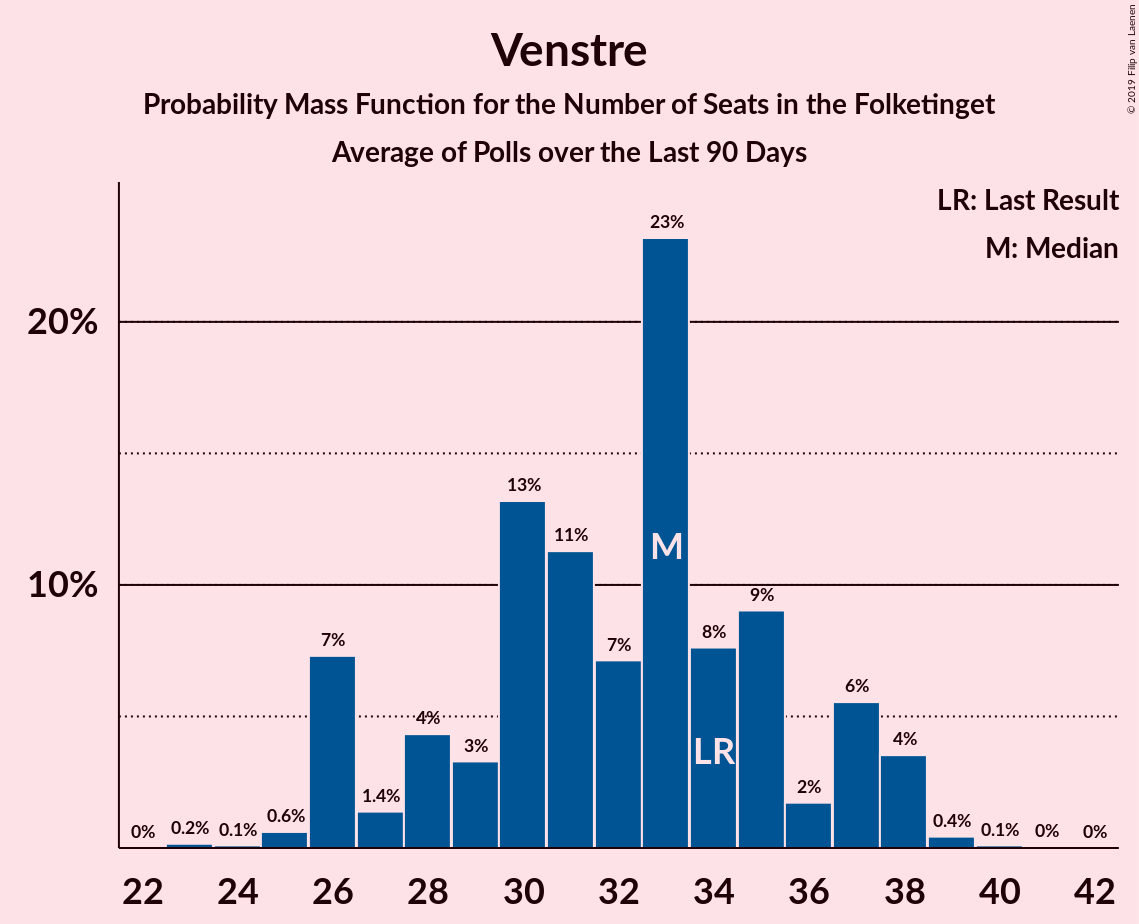 Venstre
Probability Mass Function for the Number of Seats in the Folketinget
Average of Polls over the Last 90 Days
© 2019 Filip van Laenen
LR: Last Result
M: Median
20%
10%
0%
0.2%
0.1%
0.6%
7%
1.4%
4%
3%
13%
11%
7%
23%
8%
9%
2%
6%
4%
0.4%
0.1%
0%
0%
M
LR
22 24 26 28 30 32 34 36 38 40 42